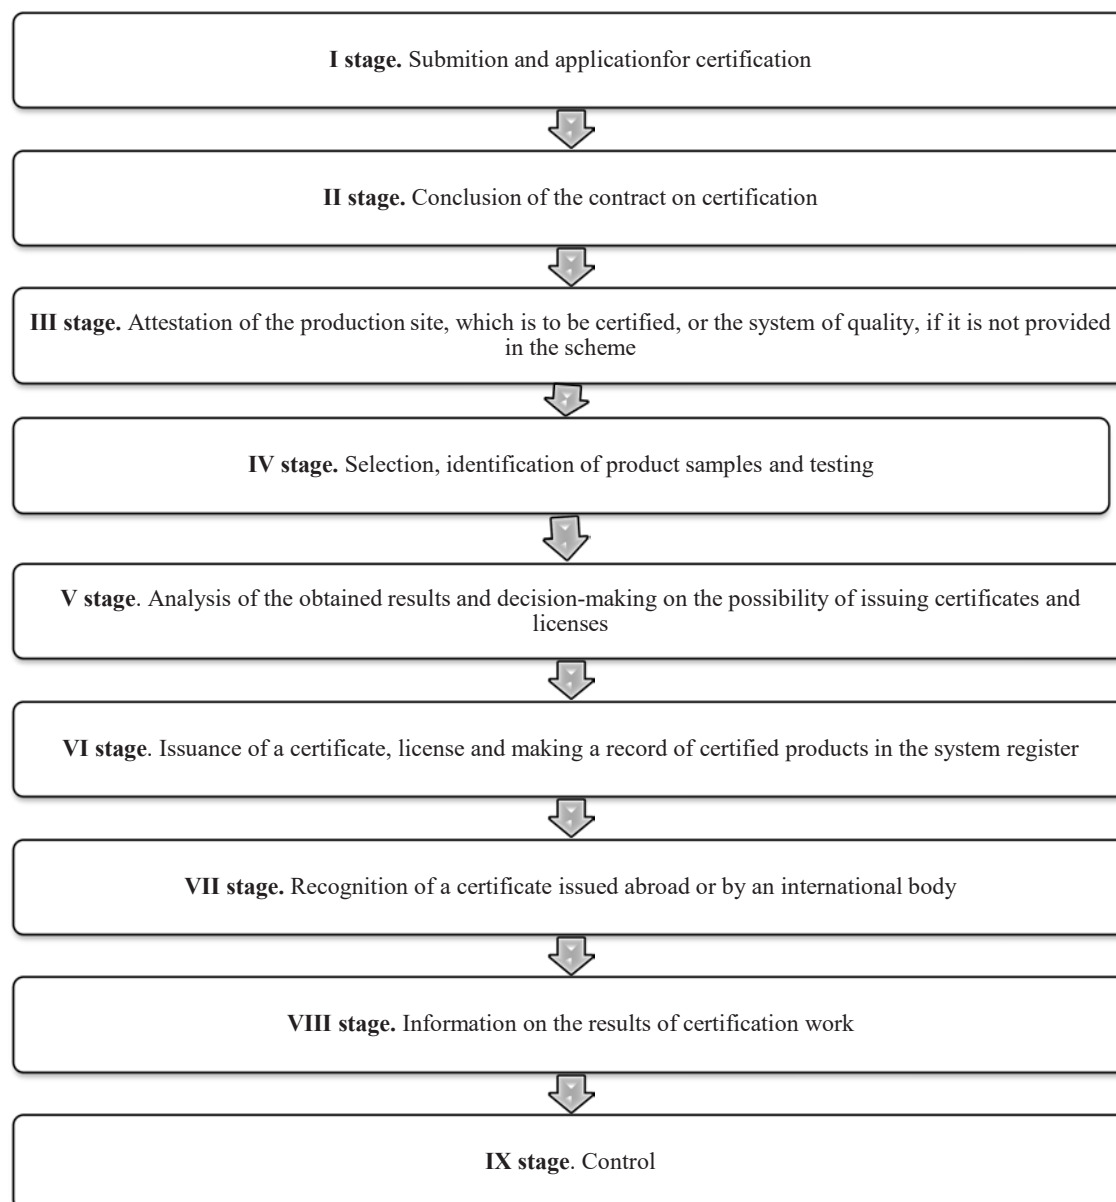 I stage. Submition and applicationfor certification
II stage. Conclusion of the contract on certification
III stage. Attestation of the production site, which is to be certified, or the system of quality, if it is not provided
in the scheme
IV stage. Selection, identification of product samples and testing
V stage. Analysis of the obtained results and decision-making on the possibility of issuing certificates and
licenses
VI stage. Issuance of a certificate, license and making a record of certified products in the system register
VII stage. Recognition of a certificate issued abroad or by an international body
VIII stage. Information on the results of certification work
IX stage. Control